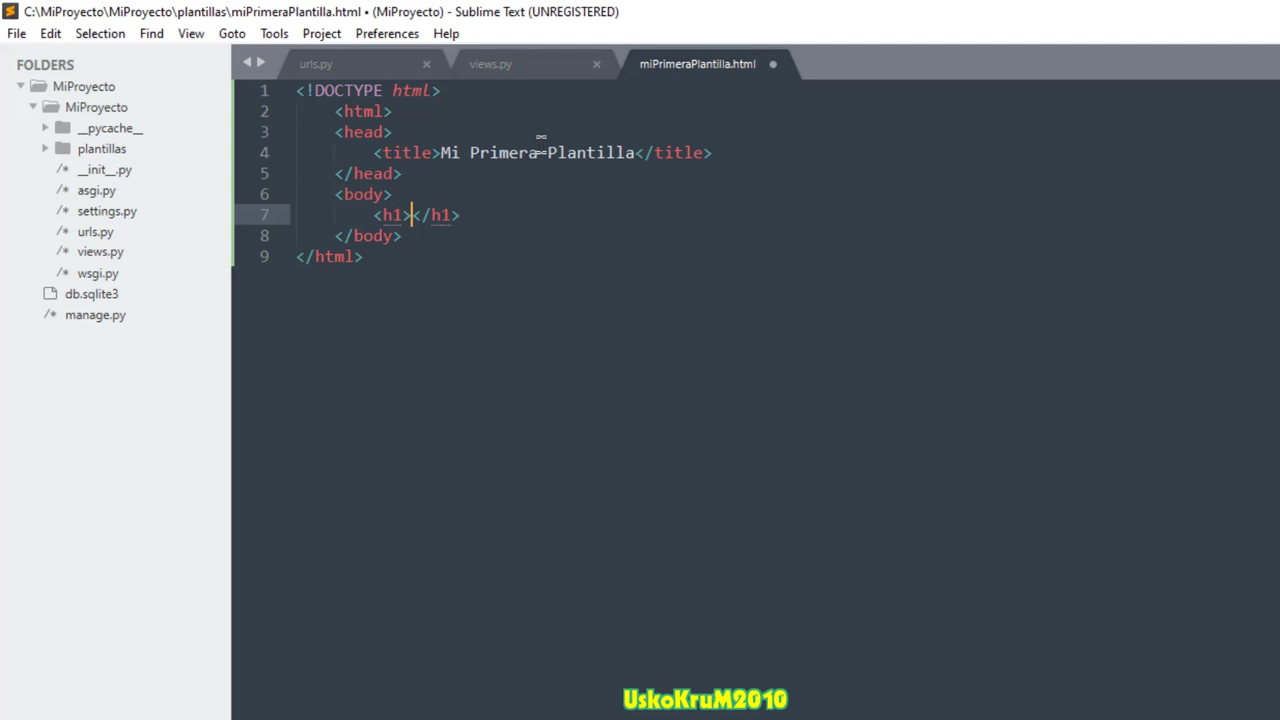 C:\MiProyecto\MiProyecto\plantillas\miPrimeraPlantilla.html • (MiProyecto) - Sublime Text (UNREGISTERED)
File Edit Selection Find View Goto Tools Project Preferences Help
FOLDERS
MiProyecto
MiProyecto
__pycache__
plantillas
/* __init__.py
/* asgi.py
/* settings.py
/* urls.py
/* views.py
/* wsgi.py
db.sqlite3
/* manage.py
urls.py × views.py × miPrimeraPlantilla.html •
1 <!DOCTYPE html>
2 <html>
3 <head>
4 <title>Mi Primera Plantilla</title>
5 </head>
6 <body>
7 <h1></h1>
8 </body>
9 </html>
UskoKruM2010